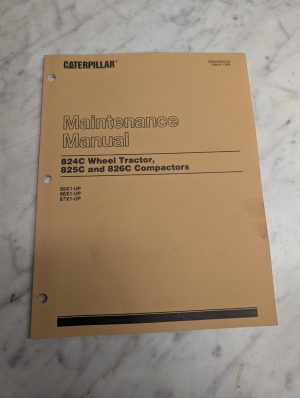 CATERPILLAR
Maintenance
Manual
824C Wheel Tractor,
825C and 826C Compactors
85X1-UP
86X1-UP
87X1-UP